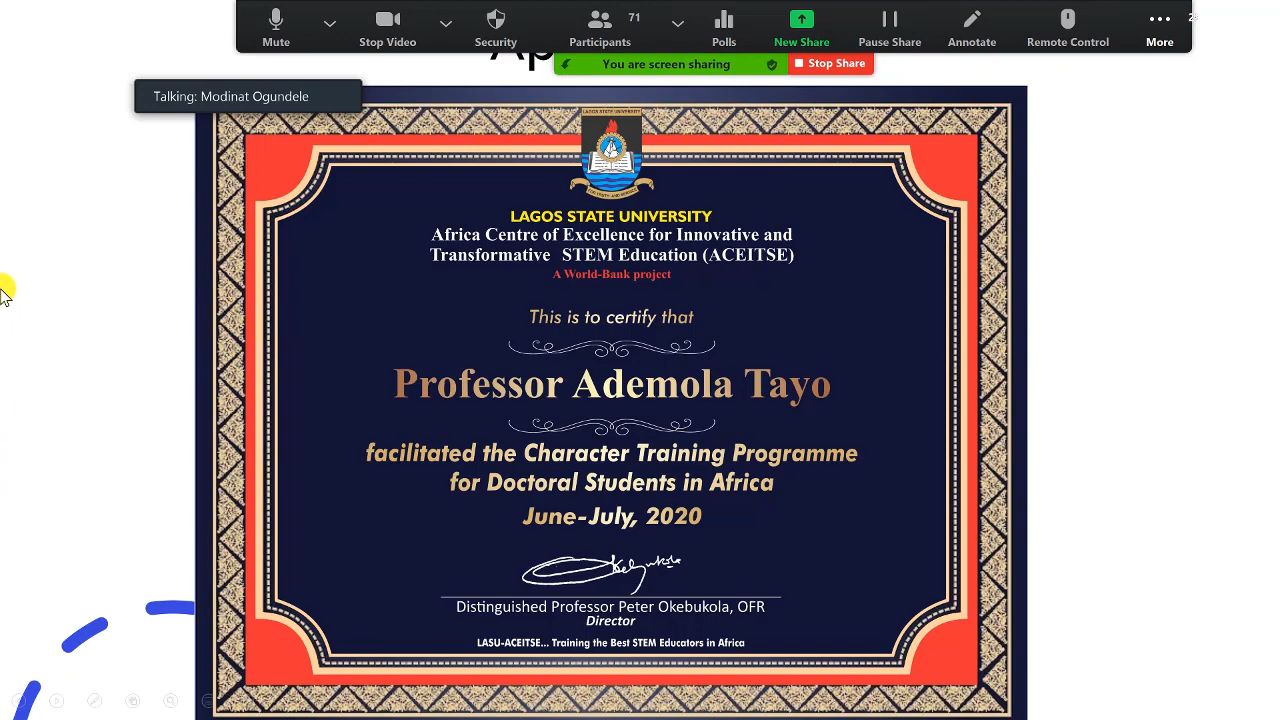 Mute
Stop Video
Security
Participants
71
Polls
New Share
Pause Share
Annotate
Remote Control
More
You are screen sharing
Stop Share
Talking: Modinat Ogundele
LAGOS STATE UNIVERSITY
LAGOS STATE UNIVERSITY
Africa Centre of Excellence for Innovative and
Transformative STEM Education (ACEITSE)
A World-Bank project
This is to certify that
Professor Ademola Tayo
facilitated the Character Training Programme
for Doctoral Students in Africa
June-July, 2020
Distinguished Professor Peter Okebukola, OFR
Director
LASU-ACEITSE... Training the Best STEM Educators in Africa